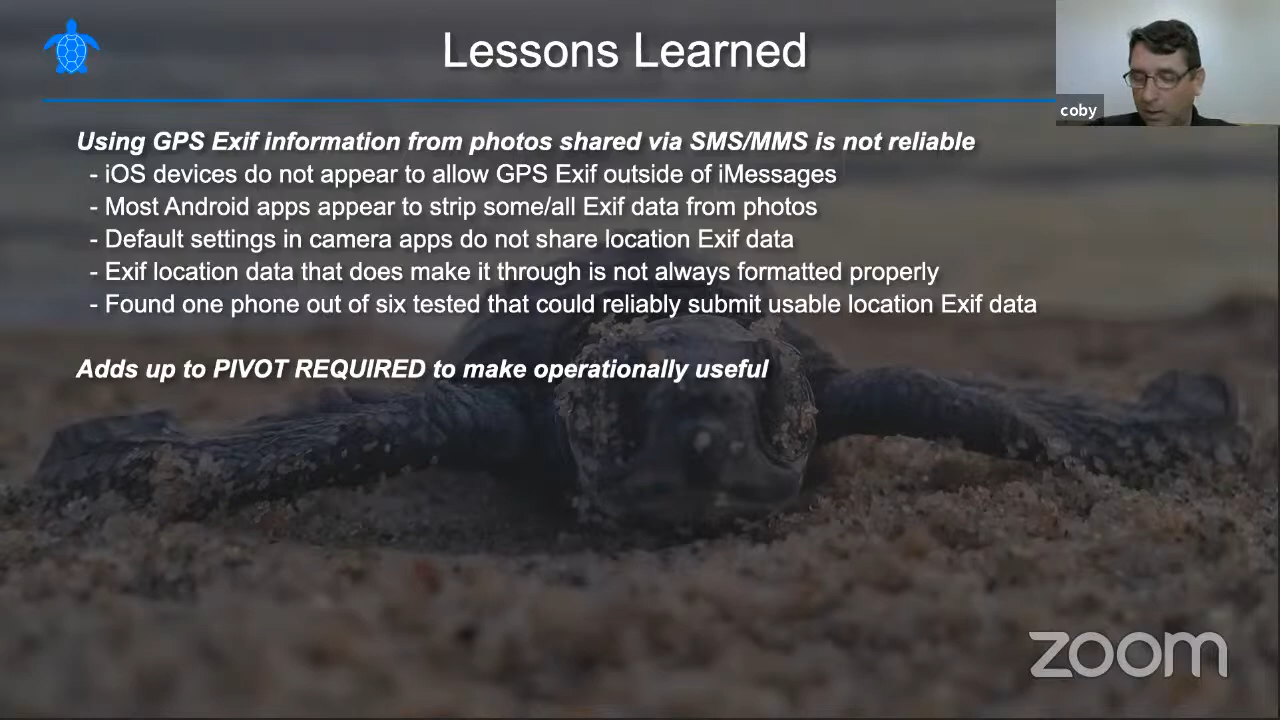 Lessons Learned
coby
Using GPS Exif information from photos shared via SMS/MMS is not reliable
- iOS devices do not appear to allow GPS Exif outside of iMessages
- Most Android apps appear to strip some/all Exif data from photos
- Default settings in camera apps do not share location Exif data
- Exif location data that does make it through is not always formatted properly
- Found one phone out of six tested that could reliably submit usable location Exif data
Adds up to PIVOT REQUIRED to make operationally useful
zoom